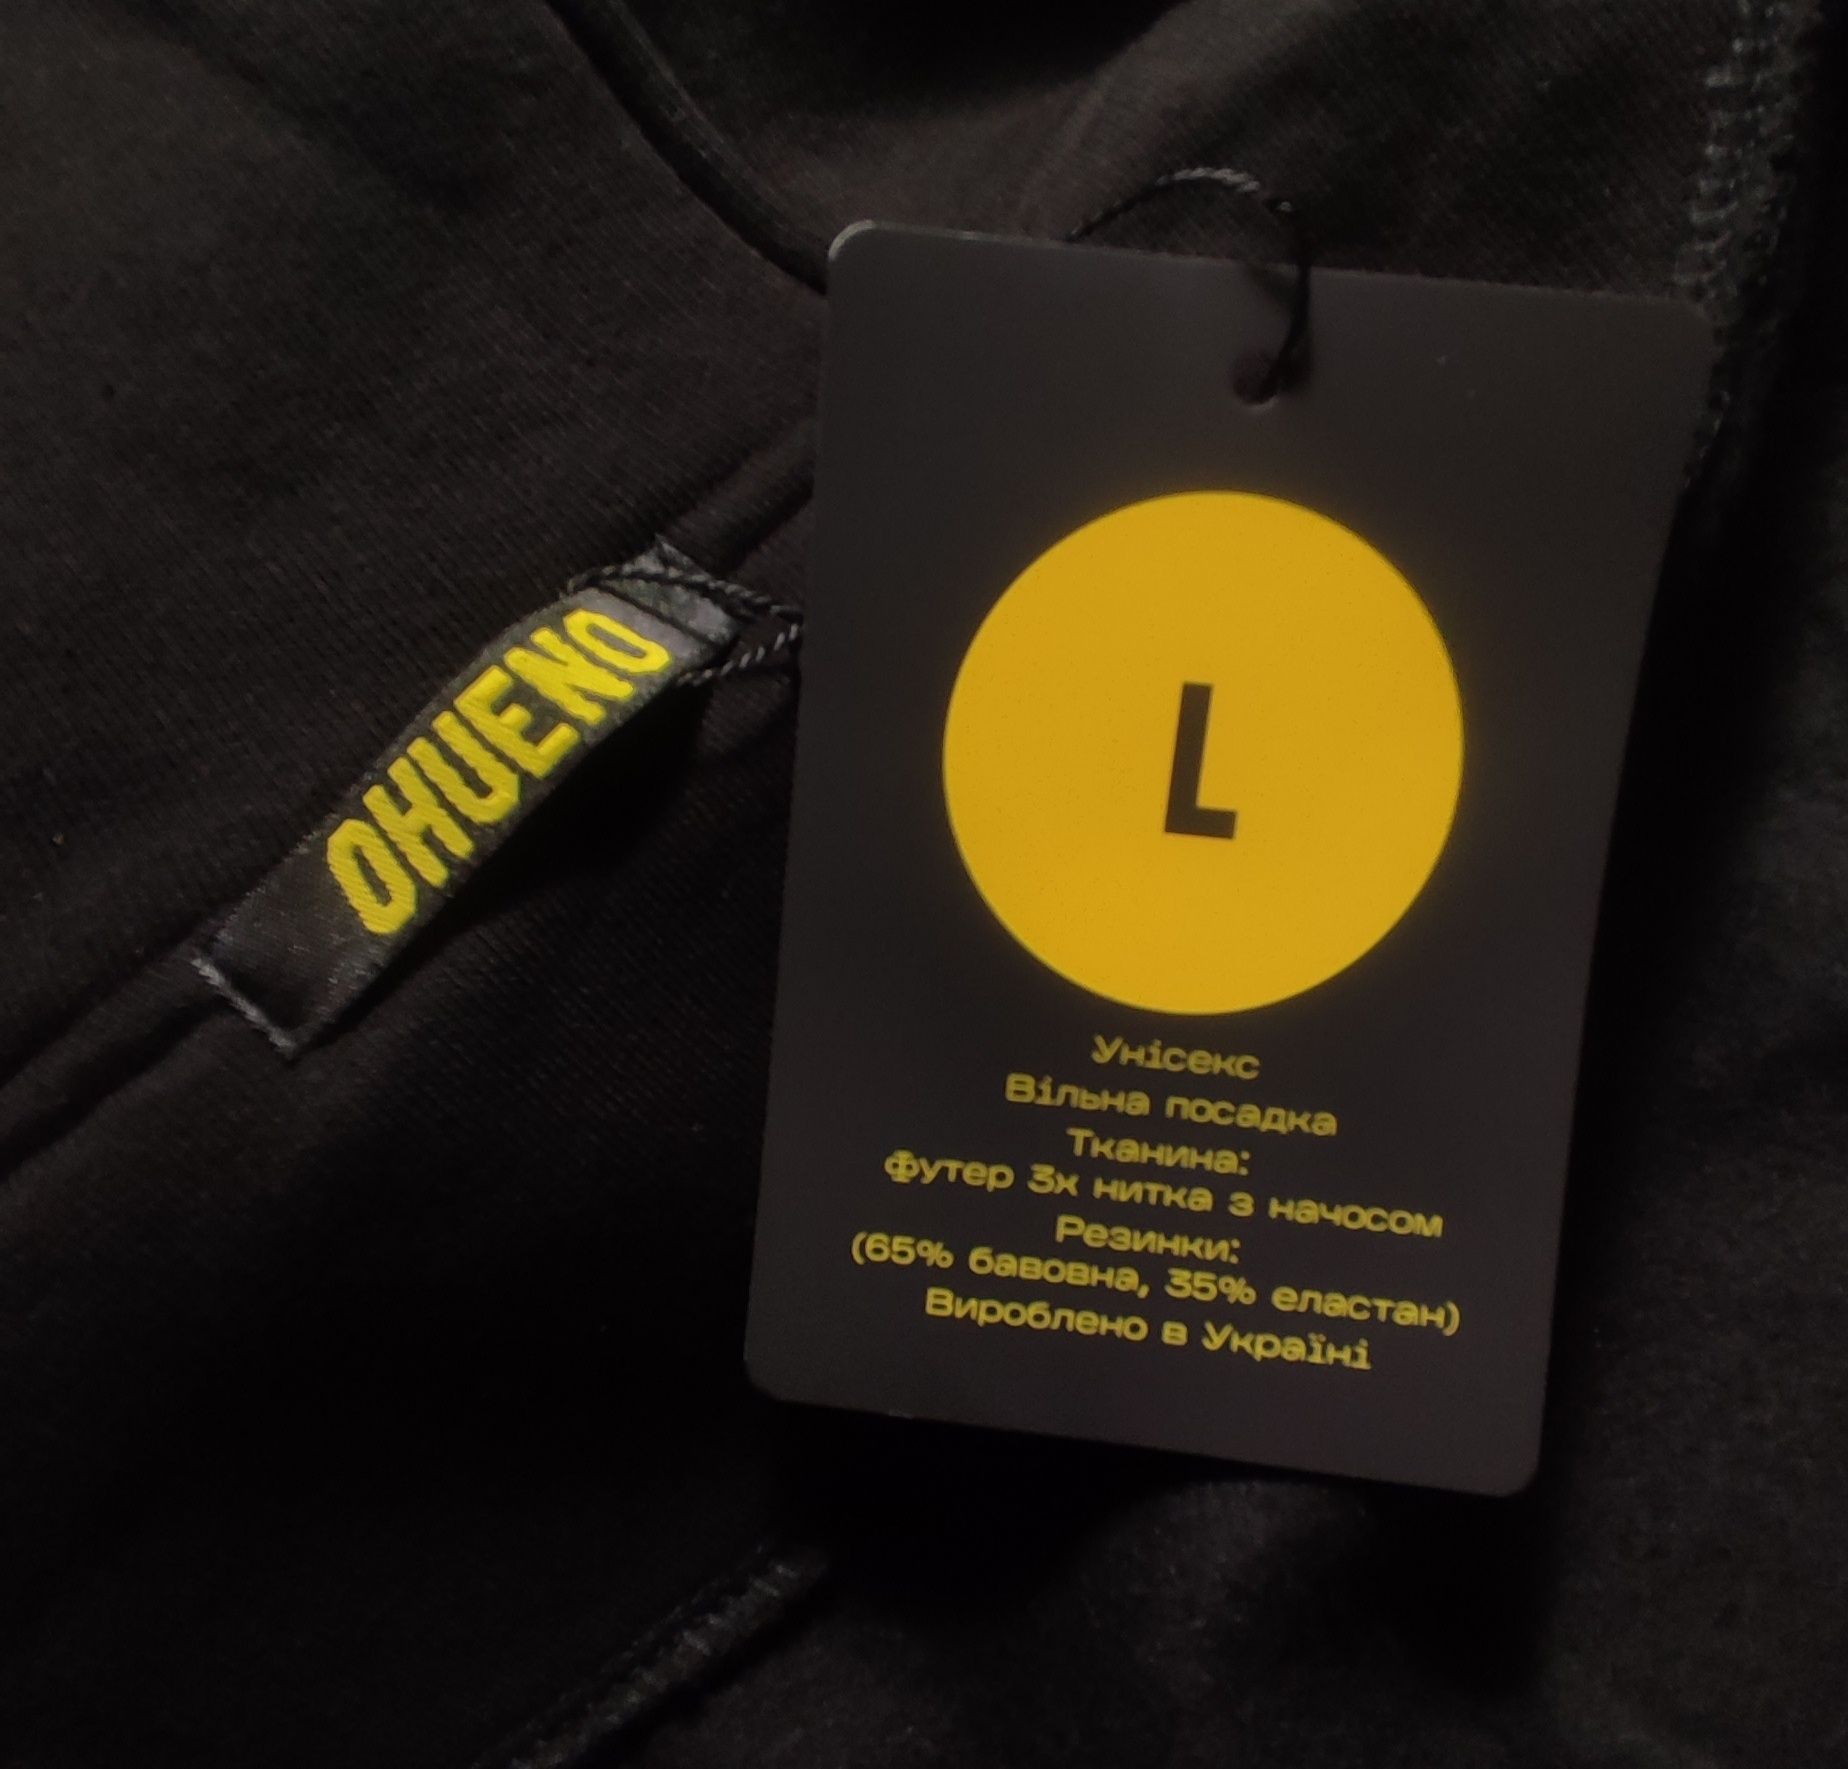 OHUENO
L
Унісекс
Вільна посадка
Тканина:
футер 3х нитка з начосом
Резинки:
(65% бавовна, 35% еластан)
Вироблено в Україні